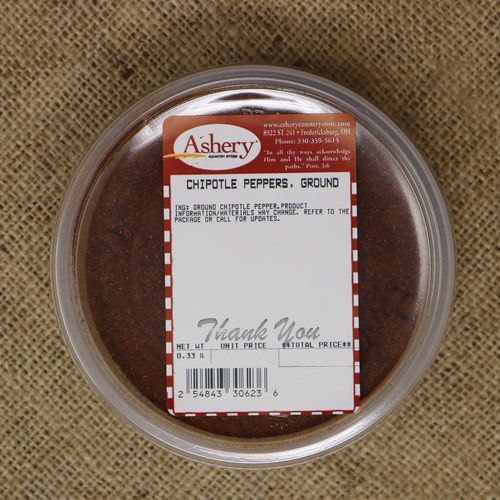 Ashery
COUNTRY STORE
www.asherycountrystore.com
8922 ST 241 • Fredericksburg, OH
Phone: 330-359-5615
"In all thy ways acknowledge
Him and He shall direct thy
paths." Prov. 3:6
CHIPOTLE PEPPERS, GROUND
ING: GROUND CHIPOTLE PEPPER.PRODUCT
INFORMATION/MATERIALS MAY CHANGE. REFER TO THE
PACKAGE OR CALL FOR UPDATES.
Thank You
NET WT UNIT PRICE **TOTAL PRICE**
0.33 lb
2 54843 30623 6